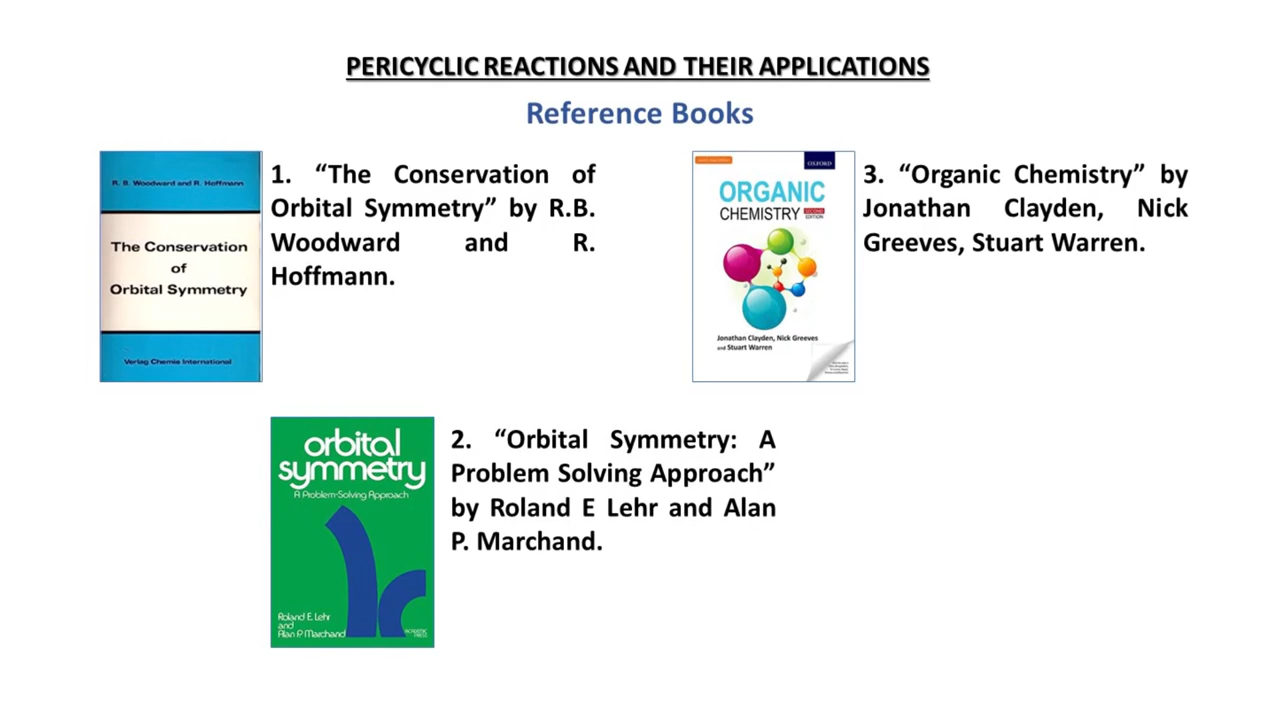 PERICYCLIC REACTIONS AND THEIR APPLICATIONS
Reference Books
R. B. Woodward and R. Hoffmann
The Conservation
of
Orbital Symmetry
Verlag Chemie International
1. “The Conservation of
Orbital Symmetry” by R.B.
Woodward and R.
Hoffmann.
OXFORD
ORGANIC
CHEMISTRY
SECOND
EDITION
Jonathan Clayden, Nick Greeves
and Stuart Warren
3. “Organic Chemistry” by
Jonathan Clayden, Nick
Greeves, Stuart Warren.
orbital
symmetry
A Problem-Solving Approach
Roland E. Lehr
and
Alan P. Marchand
PRESS
2. “Orbital Symmetry: A
Problem Solving Approach”
by Roland E Lehr and Alan
P. Marchand.